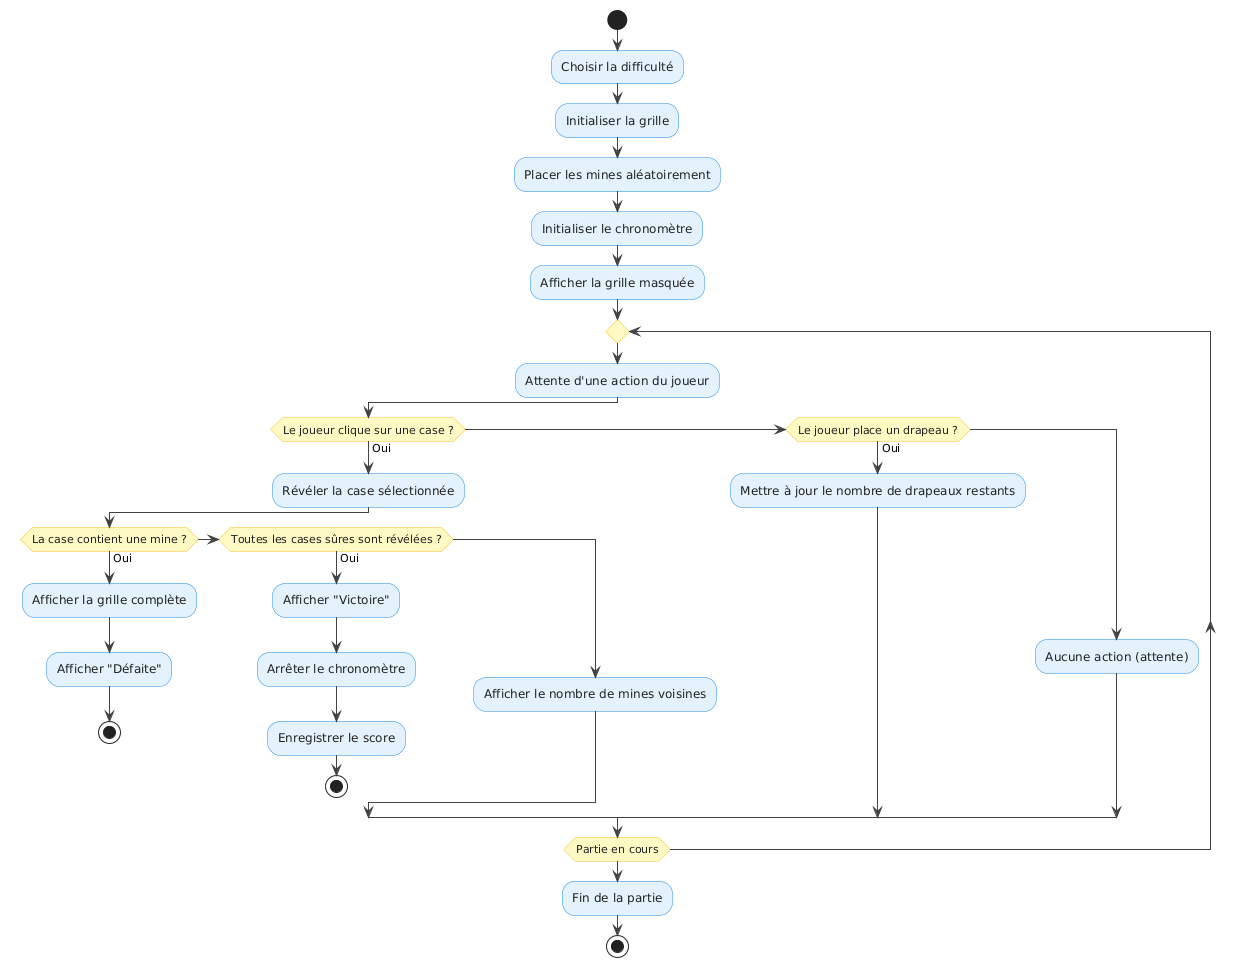 Choisir la difficulté
Initialiser la grille
Placer les mines aléatoirement
Initialiser le chronomètre
Afficher la grille masquée
Attente d'une action du joueur
Le joueur clique sur une case ?
Oui
Révéler la case sélectionnée
La case contient une mine ?
Oui
Afficher la grille complète
Afficher "Défaite"
Toutes les cases sûres sont révélées ?
Oui
Afficher "Victoire"
Arrêter le chronomètre
Enregistrer le score
Afficher le nombre de mines voisines
Le joueur place un drapeau ?
Oui
Mettre à jour le nombre de drapeaux restants
Aucune action (attente)
Partie en cours
Fin de la partie